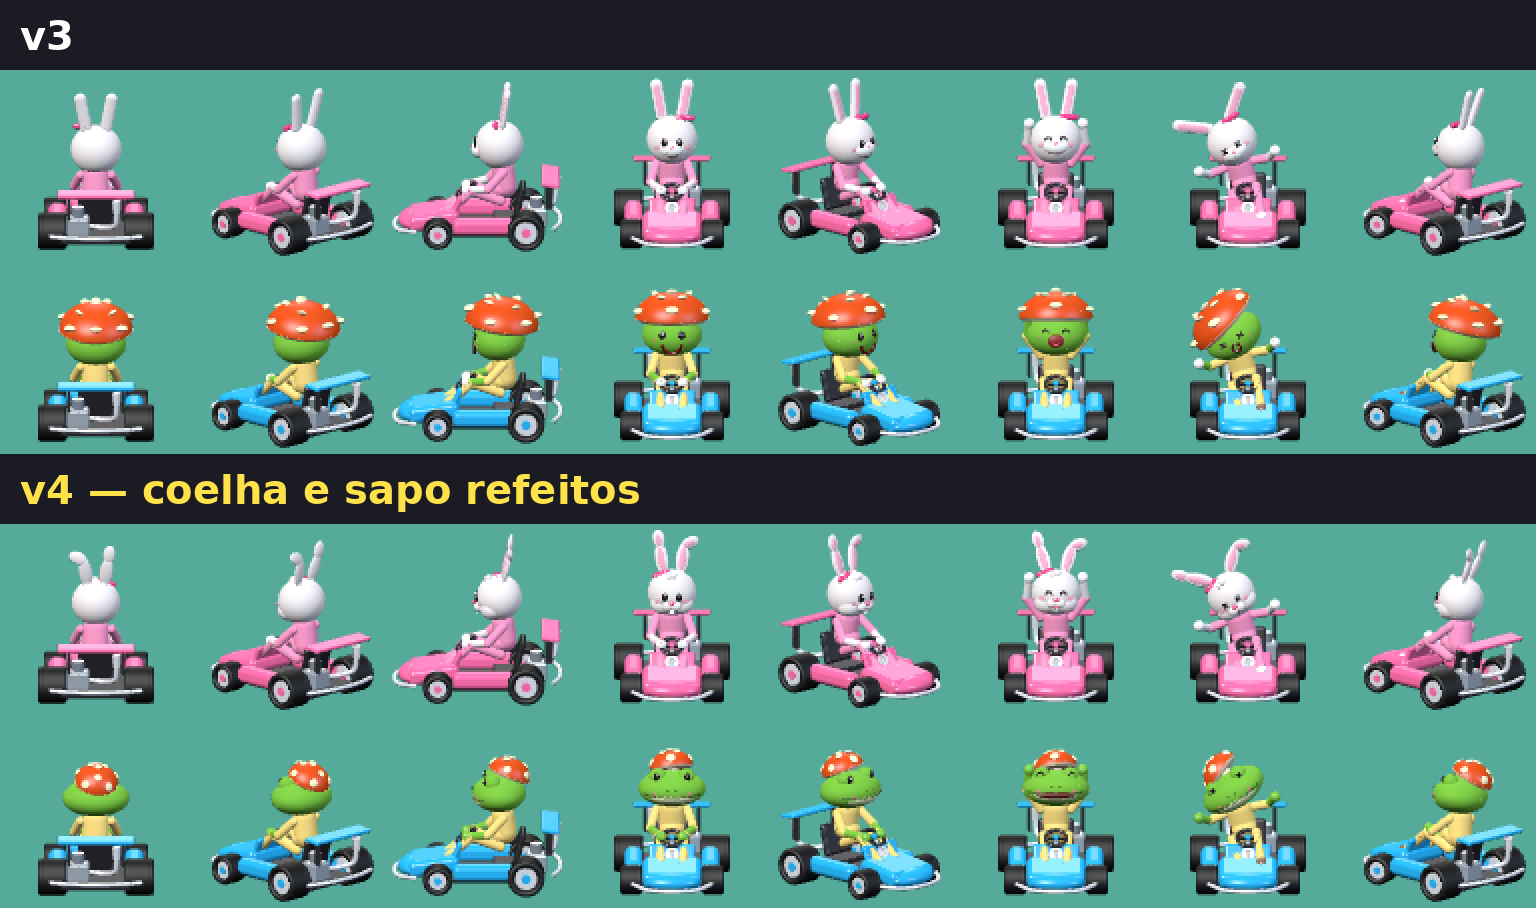 v3
v4 — coelha e sapo refeitos